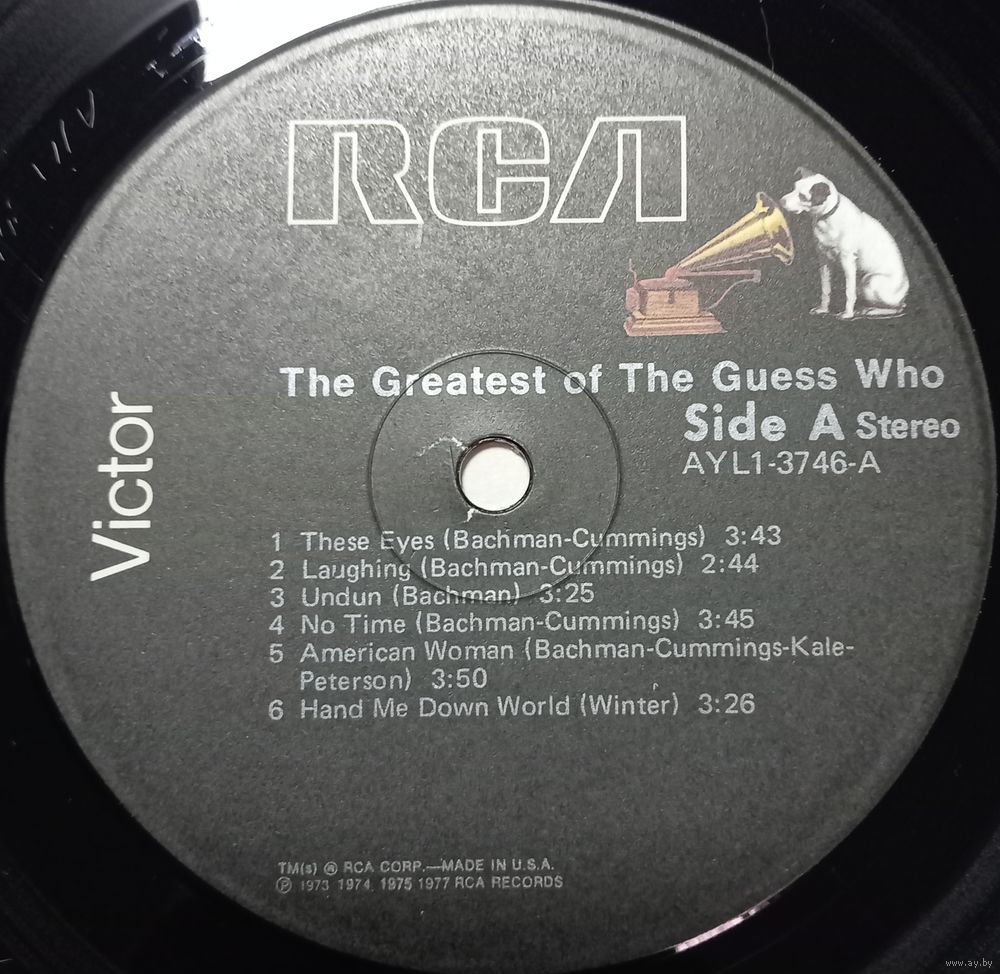 RCA
The Greatest of The Guess Who
Side A Stereo
AYL1-3746-A
Victor
1 These Eyes (Bachman-Cummings) 3:43
2 Laughing (Bachman-Cummings) 2:44
3 Undun (Bachman) 3:25
4 No Time (Bachman-Cummings) 3:45
5 American Woman (Bachman-Cummings-Kale-
Peterson) 3:50
6 Hand Me Down World (Winter) 3:26
TM(s) ® RCA CORP.—MADE IN U.S.A.
℗ 1973, 1974, 1975 1977 RCA RECORDS
www.ay.by